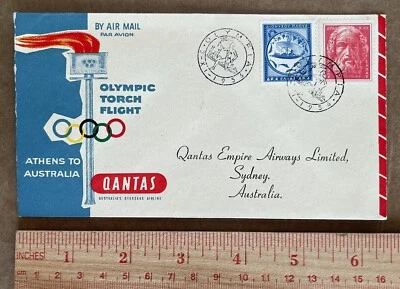 BY AIR MAIL
PAR AVION
OLYMPIC
TORCH
FLIGHT
ATHENS TO
AUSTRALIA
QANTAS
AUSTRALIA'S OVERSEAS AIRLINE
Qantas Empire Airways Limited,
Sydney.
Australia.
INCHES 1 2 3 4 5 6
1 2 3 4 5 6 7 8 9 10 11 12 13 14 15 16